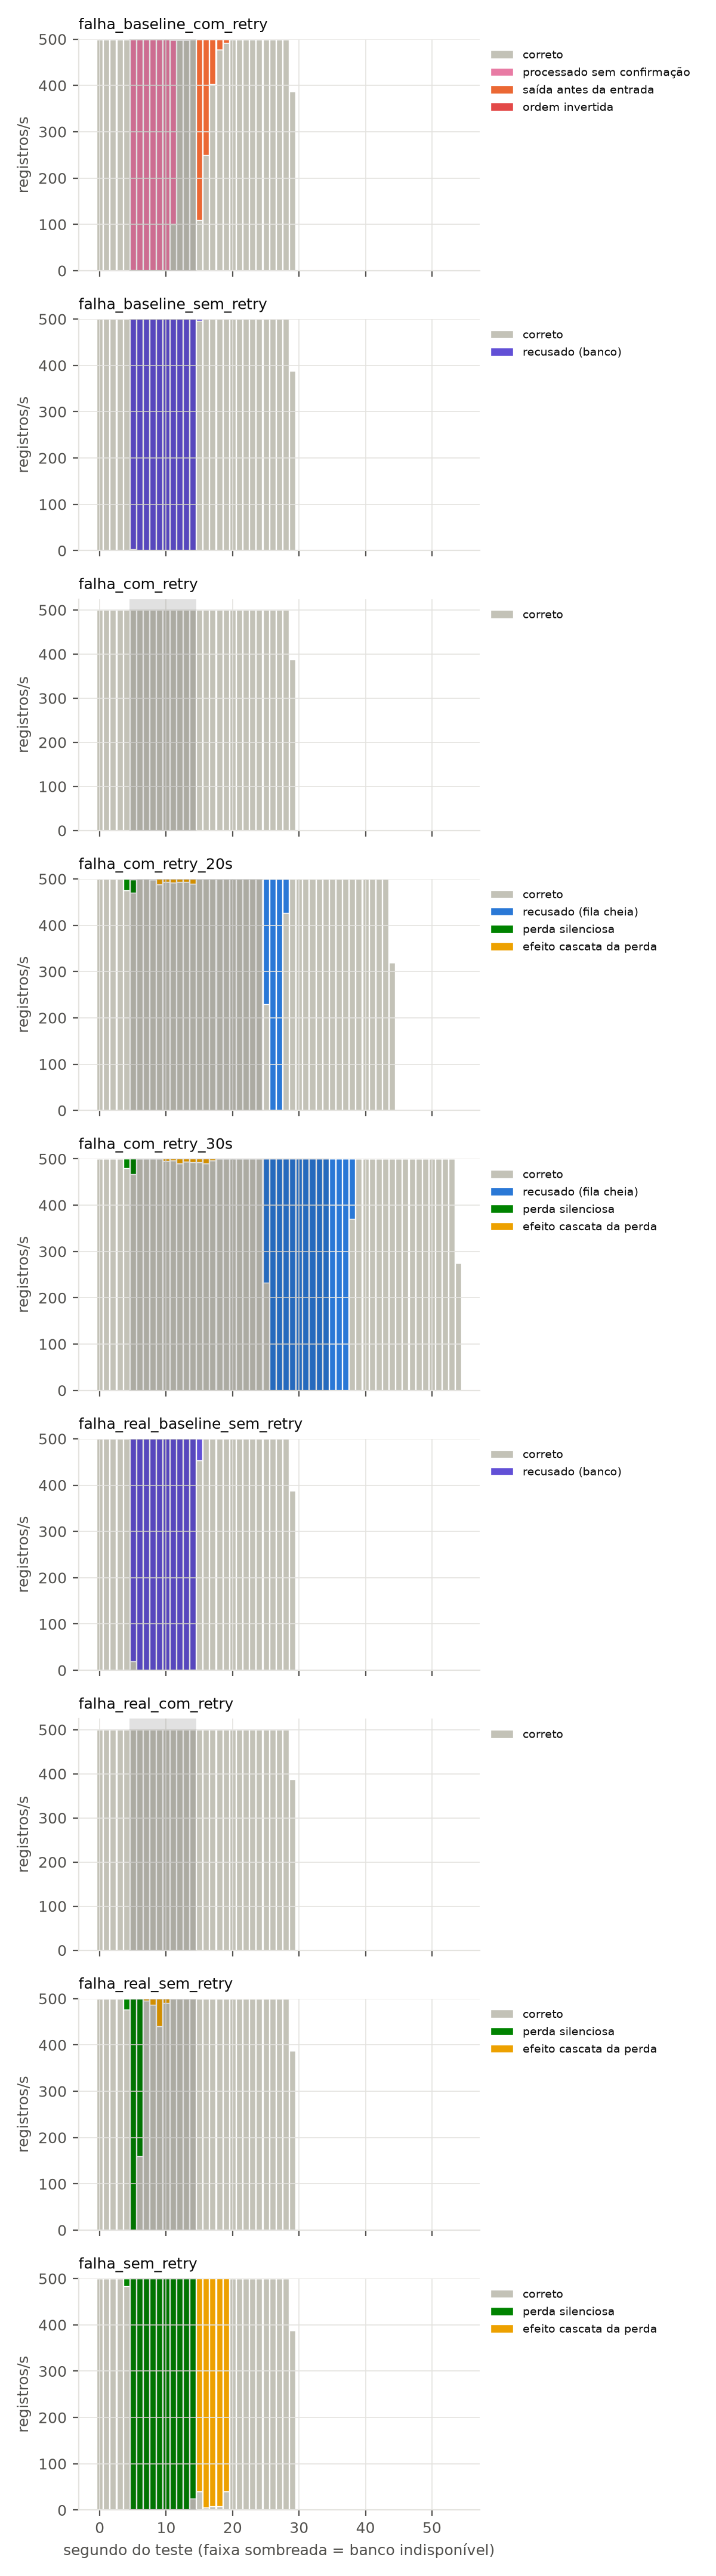 falha_baseline_com_retry
500
400
300
200
100
0
registros/s
correto
processado sem confirmação
saída antes da entrada
ordem invertida
falha_baseline_sem_retry
500
400
300
200
100
0
registros/s
correto
recusado (banco)
falha_com_retry
500
400
300
200
100
0
registros/s
correto
falha_com_retry_20s
500
400
300
200
100
0
registros/s
correto
recusado (fila cheia)
perda silenciosa
efeito cascata da perda
falha_com_retry_30s
500
400
300
200
100
0
registros/s
correto
recusado (fila cheia)
perda silenciosa
efeito cascata da perda
falha_real_baseline_sem_retry
500
400
300
200
100
0
registros/s
correto
recusado (banco)
falha_real_com_retry
500
400
300
200
100
0
registros/s
correto
falha_real_sem_retry
500
400
300
200
100
0
registros/s
correto
perda silenciosa
efeito cascata da perda
falha_sem_retry
500
400
300
200
100
0
registros/s
correto
perda silenciosa
efeito cascata da perda
0 10 20 30 40 50
segundo do teste (faixa sombreada = banco indisponível)